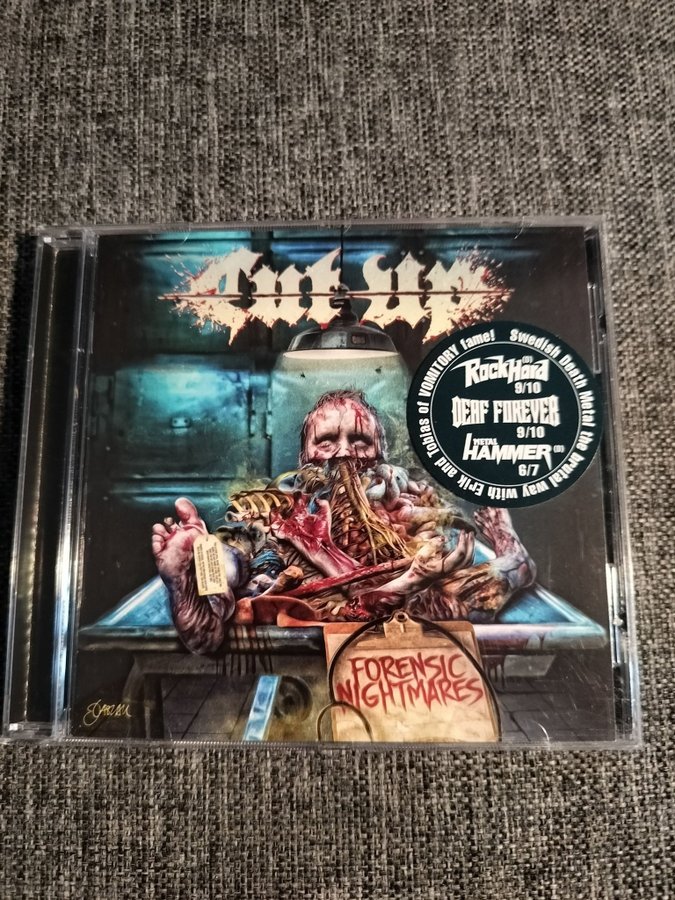 Cut Up
Swedish Death Metal the brutal way with Erik and Tobias of VOMITORY fame!
RockHard (D)
9/10
DEAF FOREVER
9/10
METAL
HAMMER (D)
6/7
FORENSIC
NIGHTMARES